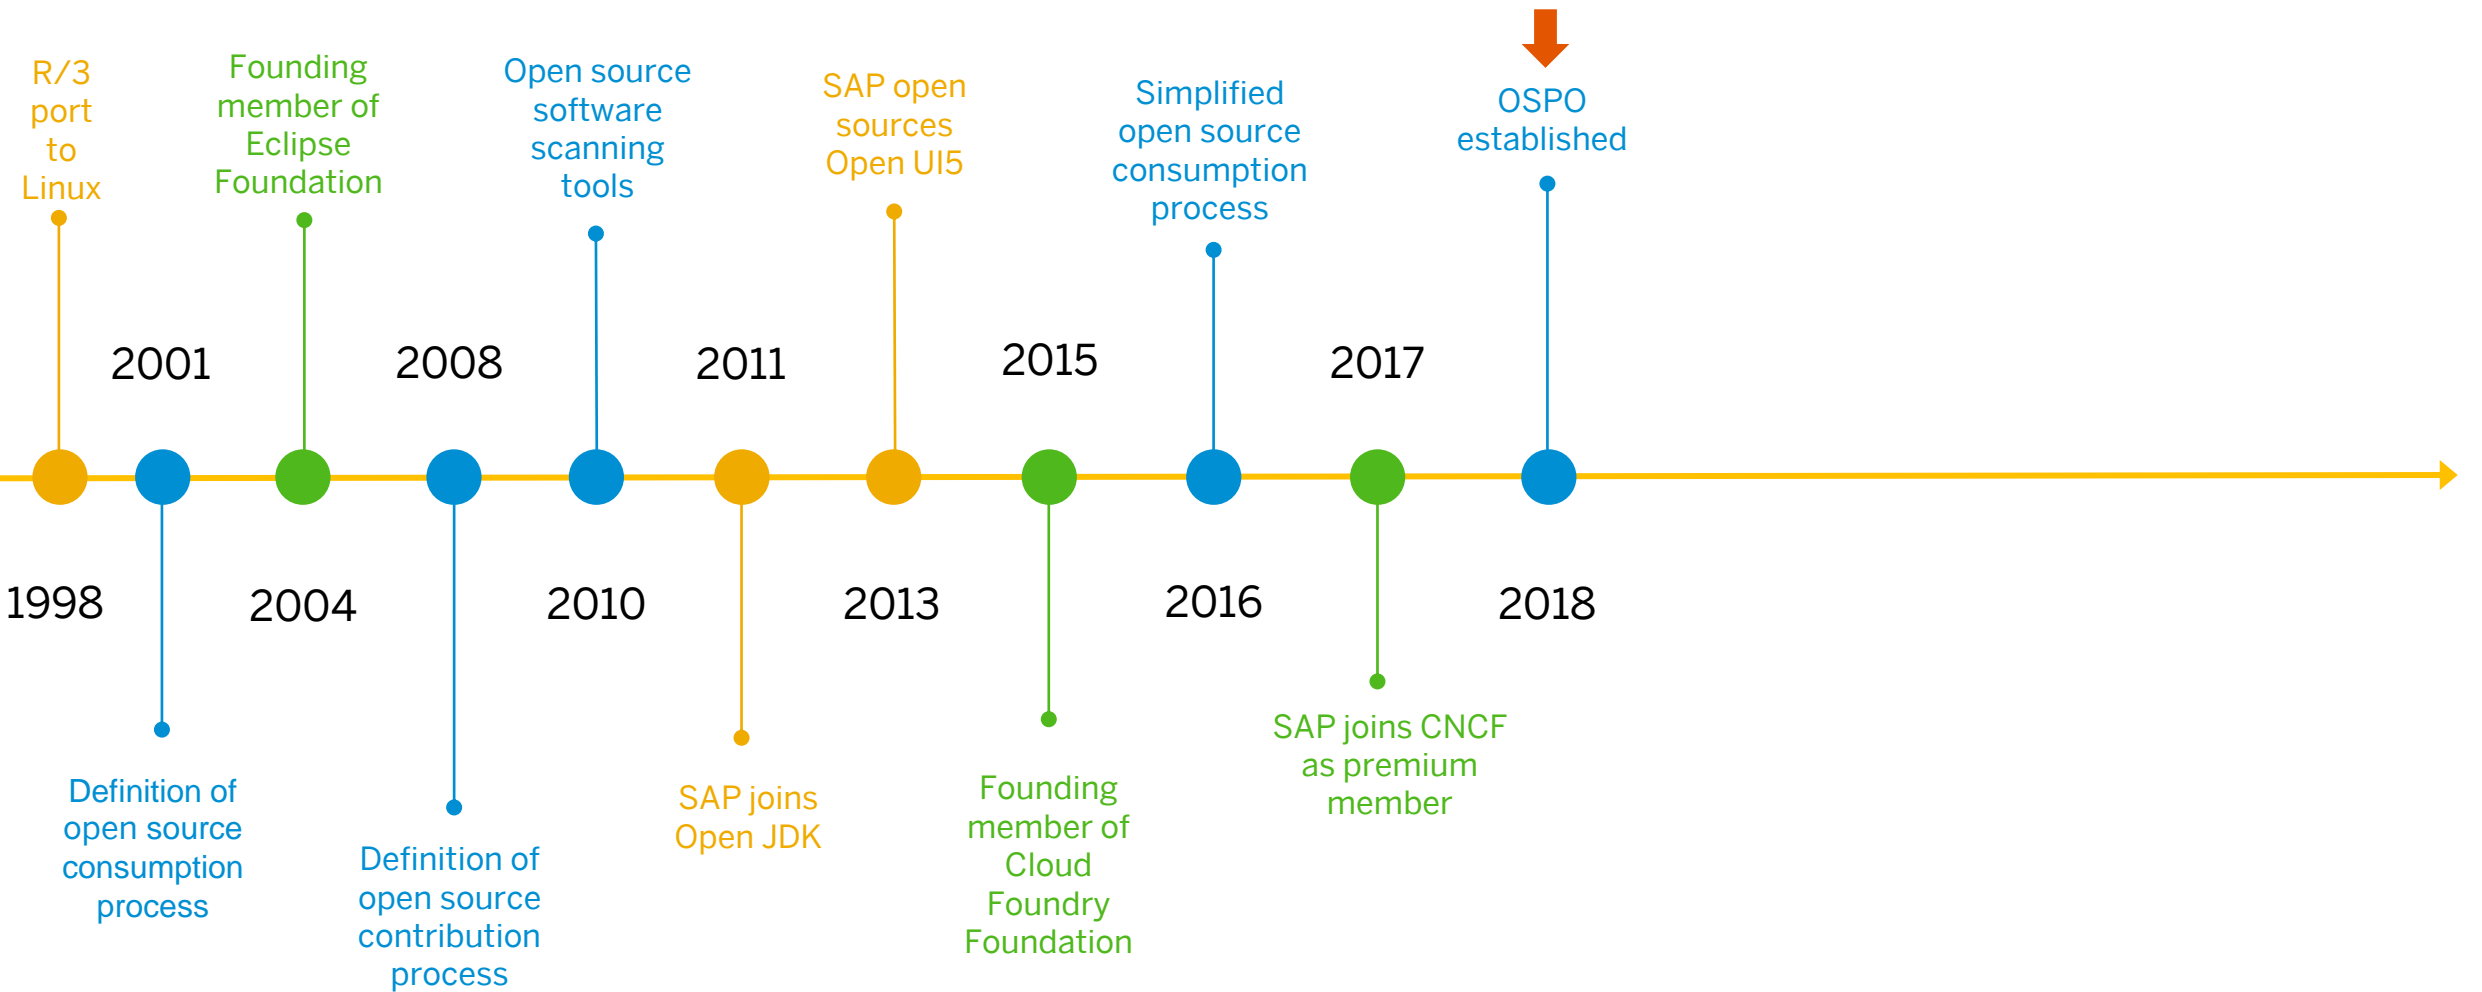 R/3
port
to
Linux
1998
2001
Definition of
open source
consumption
process
Founding
member of
Eclipse
Foundation
2004
2008
Definition of
open source
contribution
process
Open source
software
scanning
tools
2010
2011
SAP joins
Open JDK
SAP open
sources
Open UI5
2013
2015
Founding
member of
Cloud
Foundry
Foundation
Simplified
open source
consumption
process
2016
2017
SAP joins CNCF
as premium
member
OSPO
established
2018